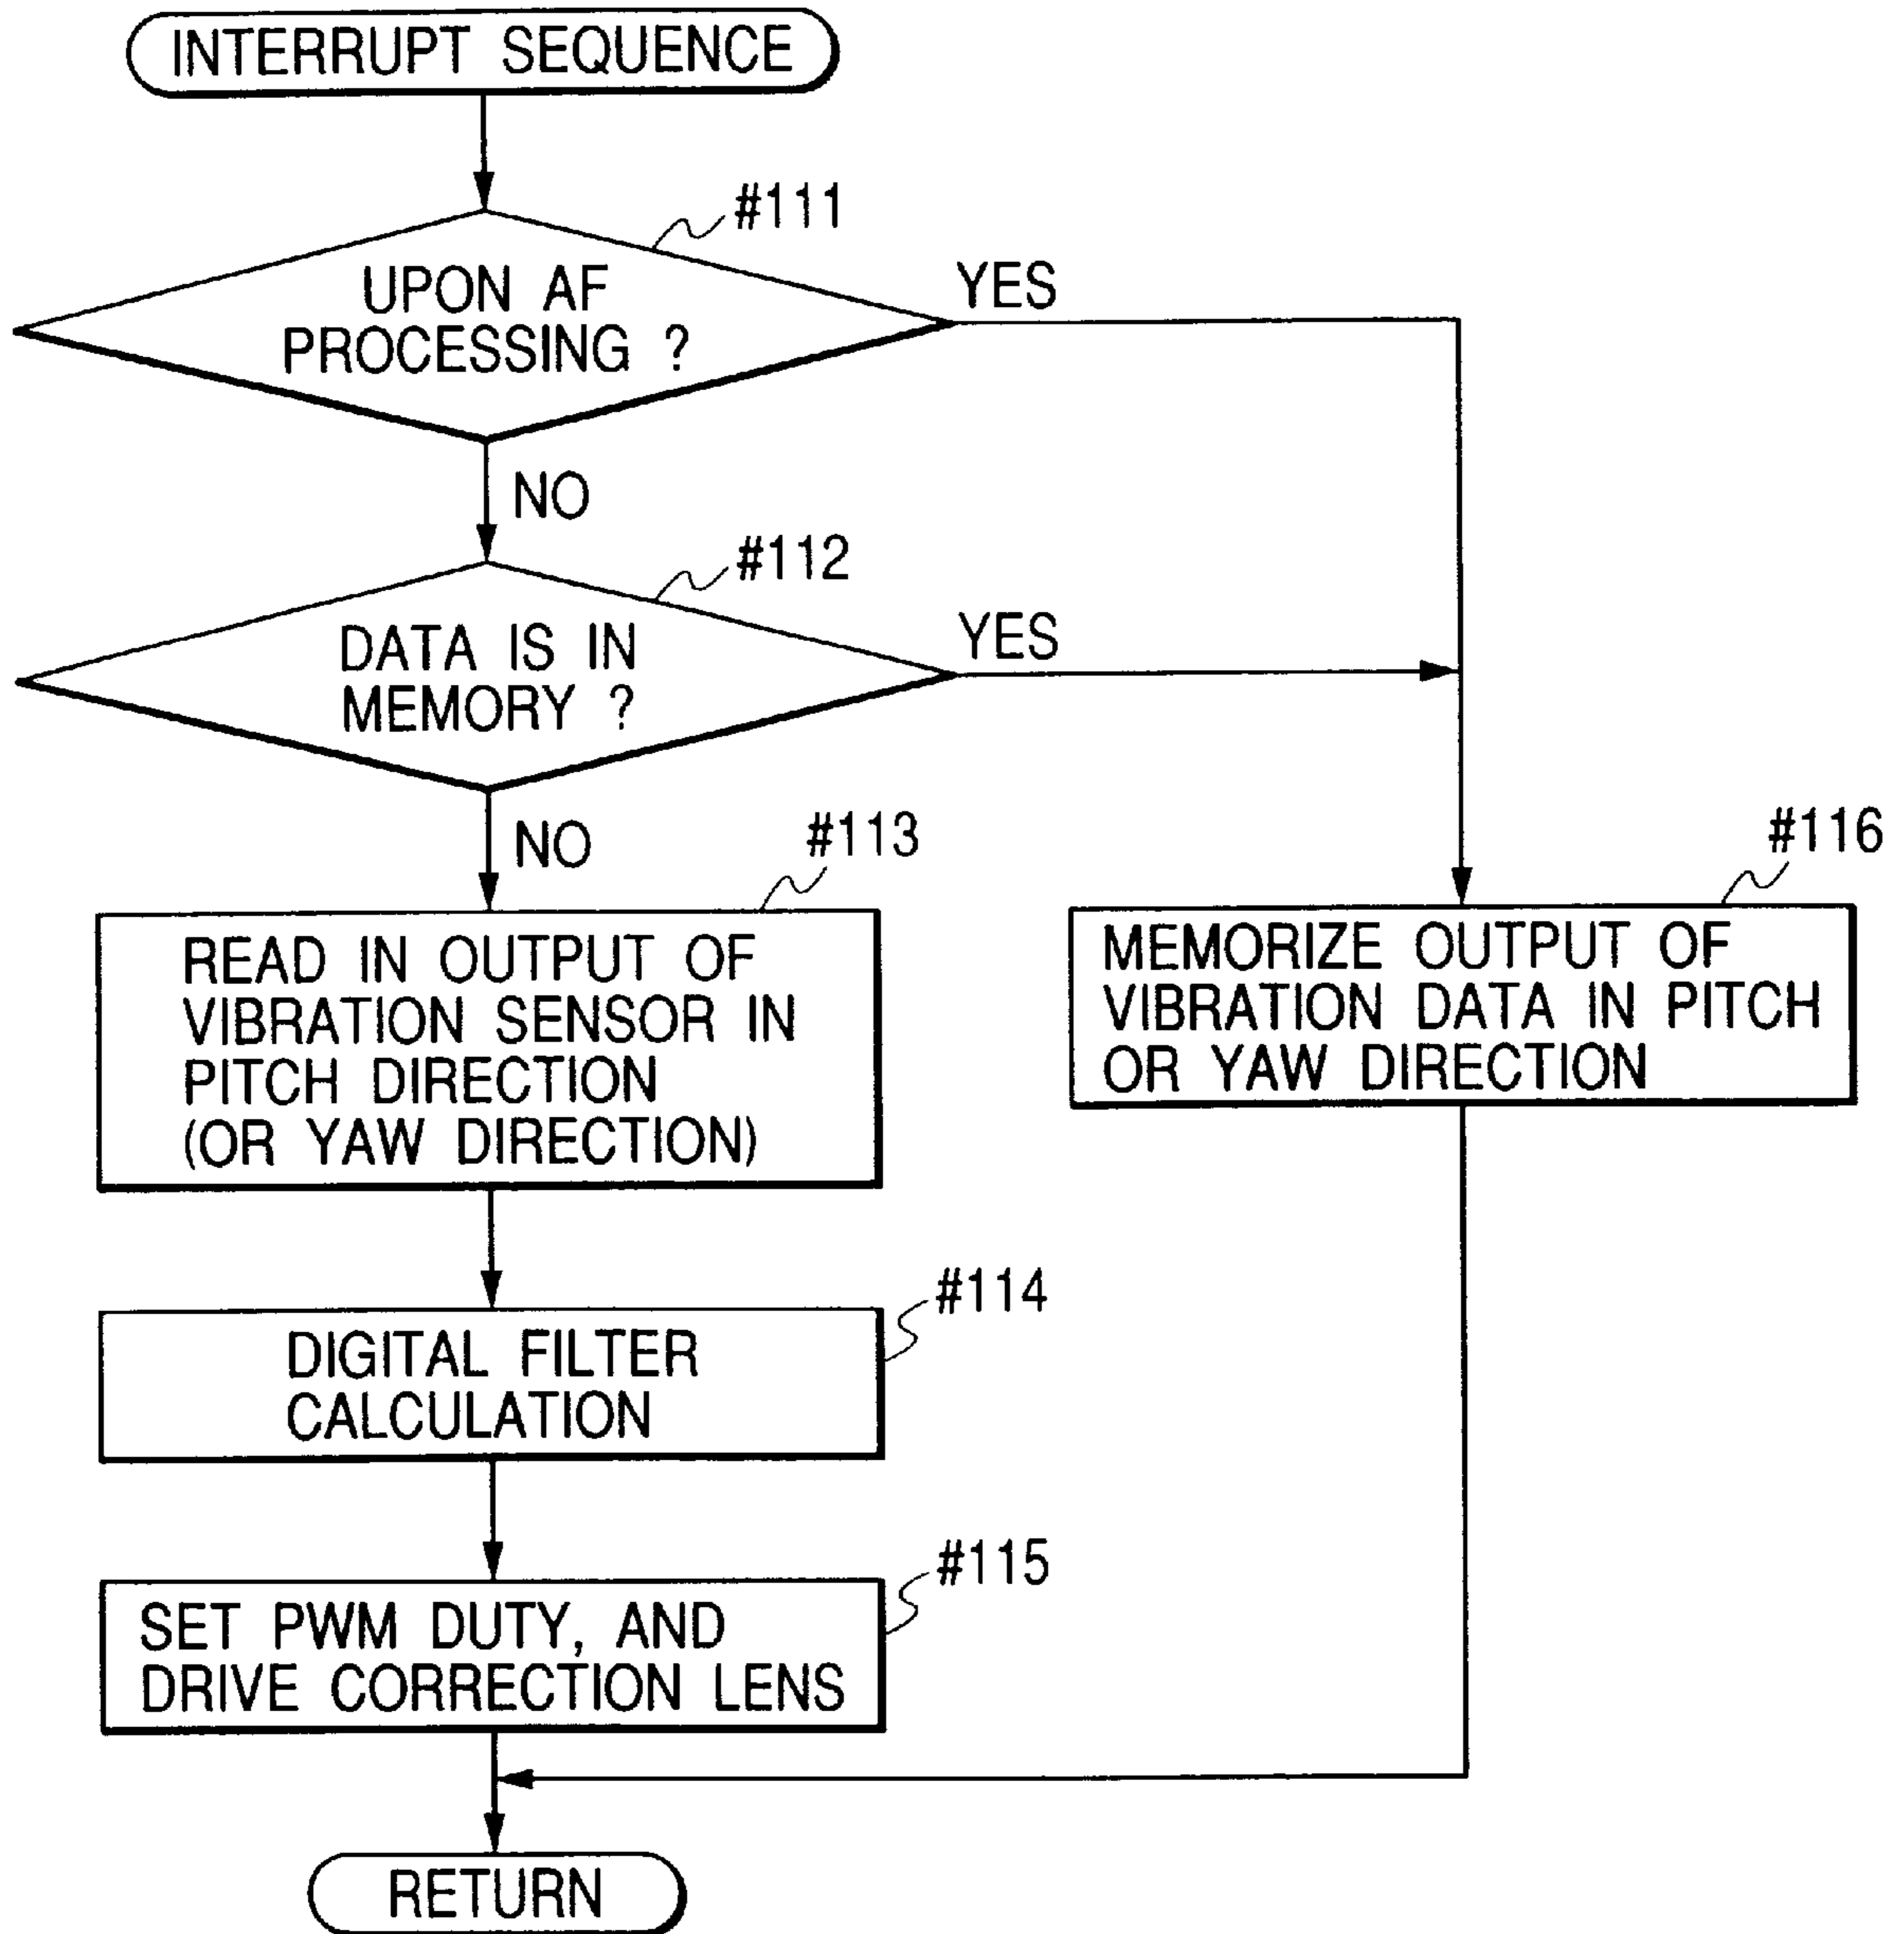 INTERRUPT SEQUENCE
#111
UPON AF
PROCESSING ?
YES
NO
#112
DATA IS IN
MEMORY ?
YES
NO
#113
READ IN OUTPUT OF
VIBRATION SENSOR IN
PITCH DIRECTION
(OR YAW DIRECTION)
#116
MEMORIZE OUTPUT OF
VIBRATION DATA IN PITCH
OR YAW DIRECTION
#114
DIGITAL FILTER
CALCULATION
#115
SET PWM DUTY, AND
DRIVE CORRECTION LENS
RETURN